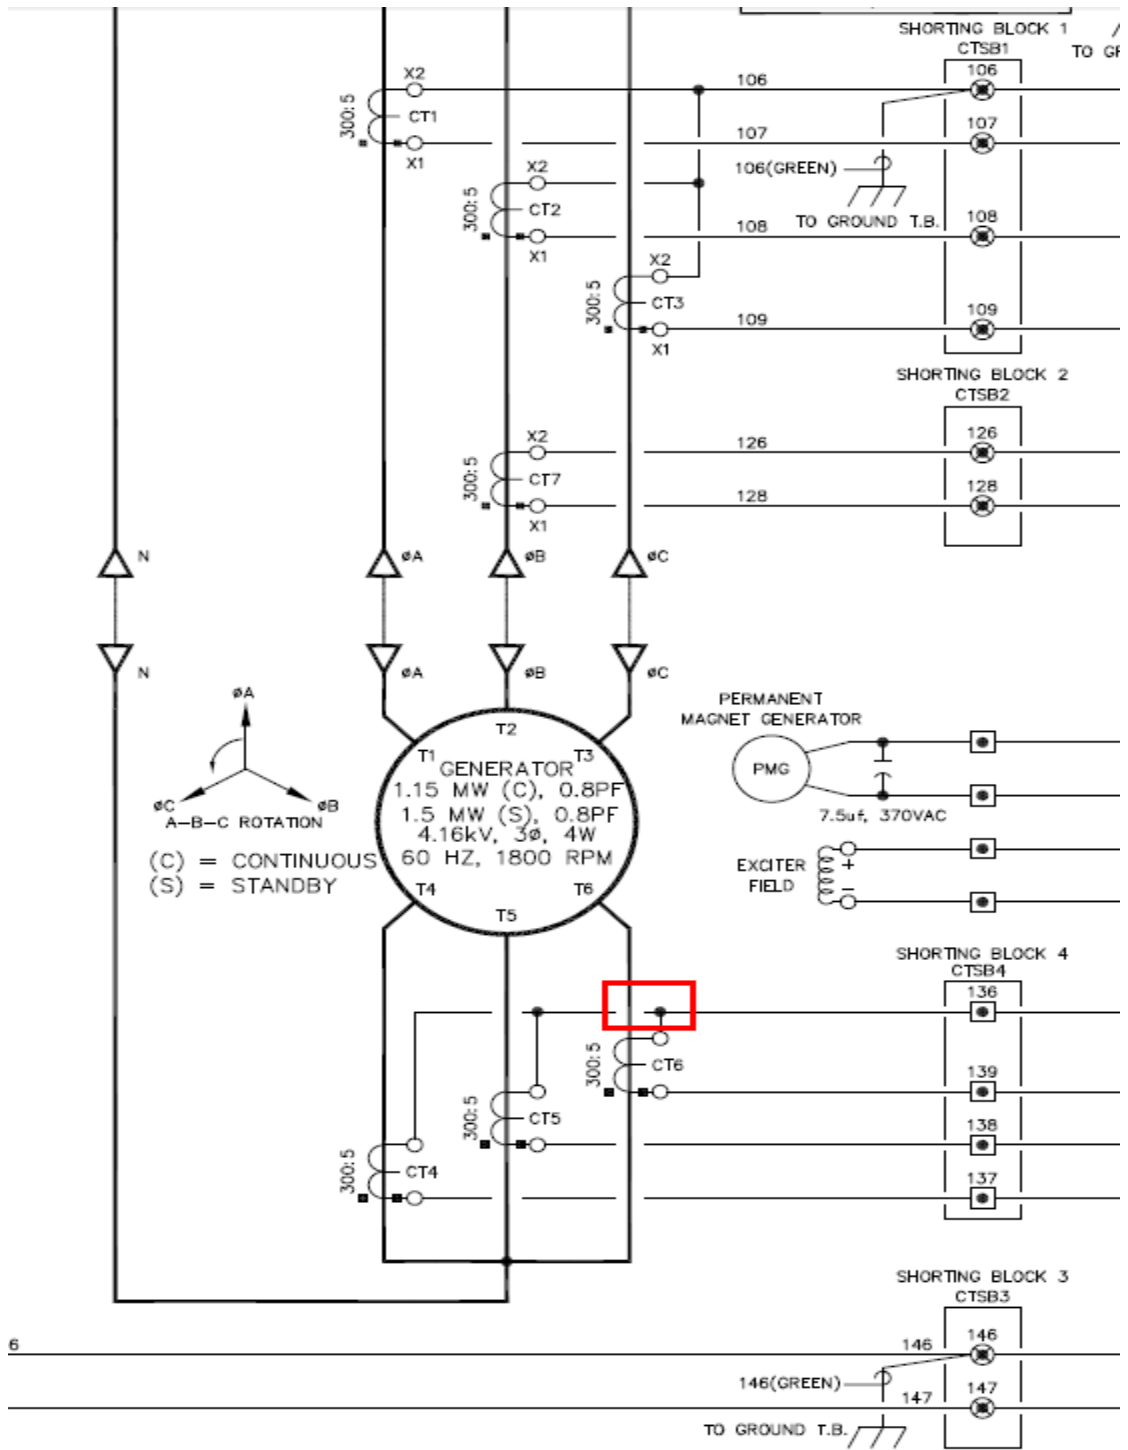 SHORTING BLOCK 1
CTSB1
TO GR
X2
106
106
300:5
CT1
107
107
X1
X2
106(GREEN)
300:5
CT2
TO GROUND T.B.
108
108
X1
X2
300:5
CT3
109
109
X1
SHORTING BLOCK 2
CTSB2
X2
126
126
300:5
CT7
128
128
X1
N
øA
øB
øC
N
øA
øB
øC
øA
øC
øB
A-B-C ROTATION
(C) = CONTINUOUS
(S) = STANDBY
T1
T2
T3
GENERATOR
1.15 MW (C), 0.8PF
1.5 MW (S), 0.8PF
4.16kV, 3ø, 4W
60 HZ, 1800 RPM
T4
T5
T6
PERMANENT
MAGNET GENERATOR
PMG
7.5uf, 370VAC
EXCITER
FIELD
+
-
SHORTING BLOCK 4
CTSB4
136
300:5
CT6
139
300:5
CT5
138
300:5
CT4
137
SHORTING BLOCK 3
CTSB3
6
146
146
146(GREEN)
147
147
TO GROUND T.B.